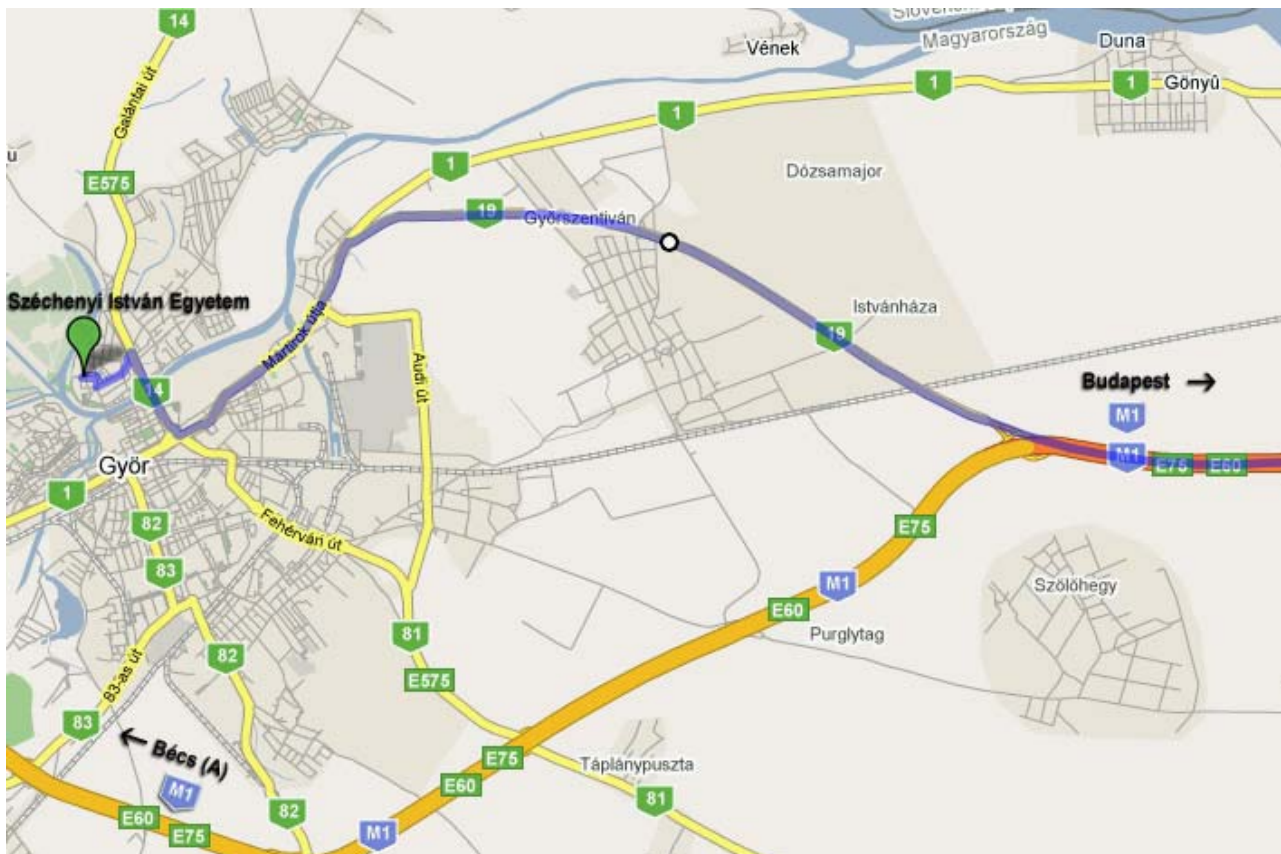 14
Vének
Magyarország
Duna
Gönyû
1
1
1
1
Galántai út
E575
Dózsamajor
19
Győrszentiván
Széchenyi István Egyetem
Mártírok útja
Istvánháza
19
14
Audi út
Budapest →
M1
M1
E75
E60
Győr
1
82
Fehérvári út
E75
83
M1
Szőlőhegy
E60
81
Purglytag
82
E575
83-as út
83
← Bécs (A)
M1
E75
Táplánypuszta
E60
81
82
E60
E75
M1